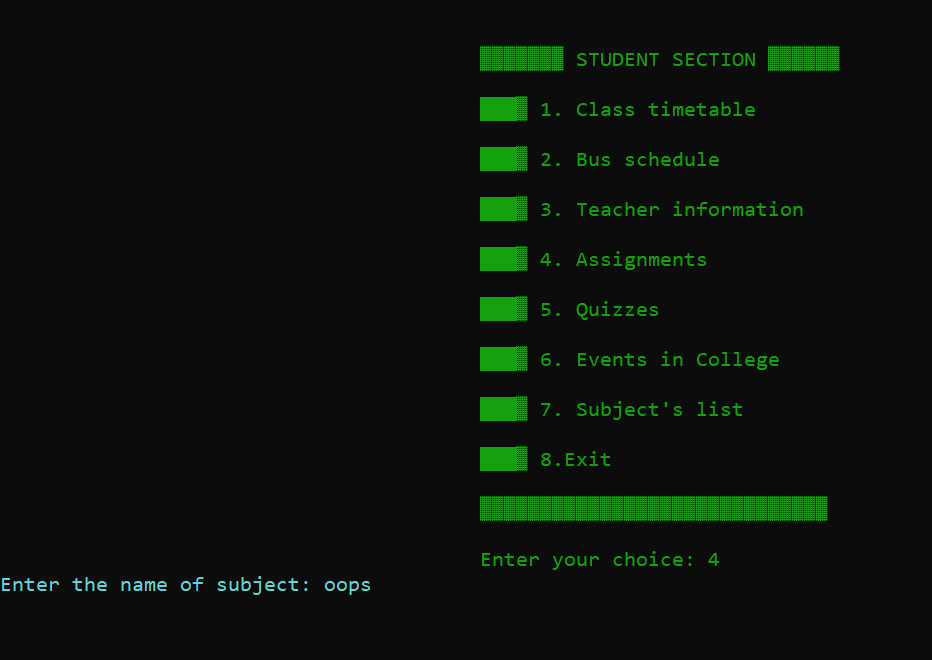 STUDENT SECTION
1. Class timetable
2. Bus schedule
3. Teacher information
4. Assignments
5. Quizzes
6. Events in College
7. Subject's list
8.Exit
Enter your choice: 4
Enter the name of subject: oops